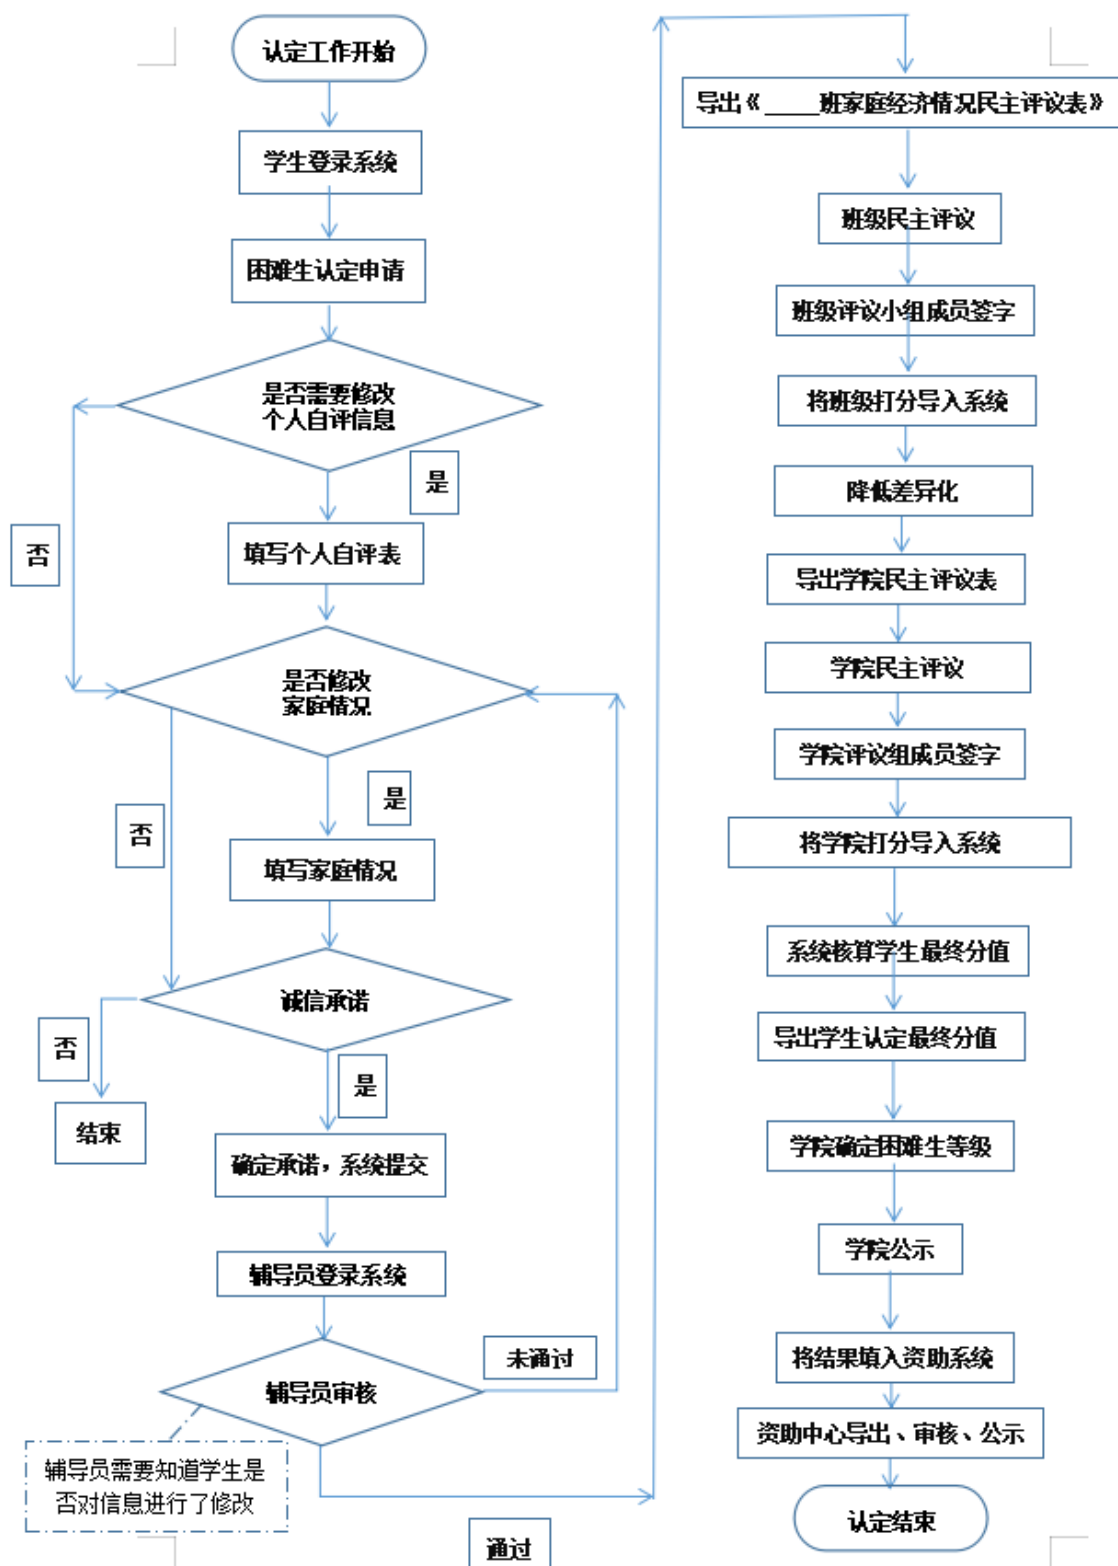 认定工作开始
学生登录系统
困难生认定申请
是否需要修改
个人自评信息
是
否
填写个人自评表
是否修改
家庭情况
是
否
填写家庭情况
诚信承诺
否
是
结束
确定承诺，系统提交
辅导员登录系统
未通过
辅导员审核
辅导员需要知道学生是
否对信息进行了修改
通过
导出《_____班家庭经济情况民主评议表》
班级民主评议
班级评议小组成员签字
将班级打分导入系统
降低差异化
导出学院民主评议表
学院民主评议
学院评议组成员签字
将学院打分导入系统
系统核算学生最终分值
导出学生认定最终分值
学院确定困难生等级
学院公示
将结果填入资助系统
资助中心导出、审核、公示
认定结束